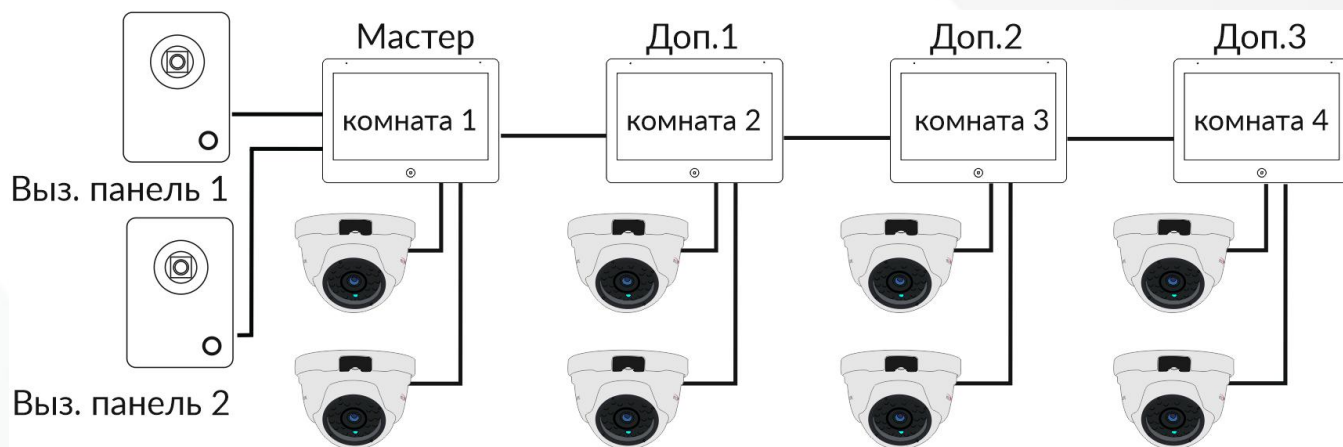 Мастер
Доп.1
Доп.2
Доп.3
комната 1
комната 2
комната 3
комната 4
Выз. панель 1
Выз. панель 2